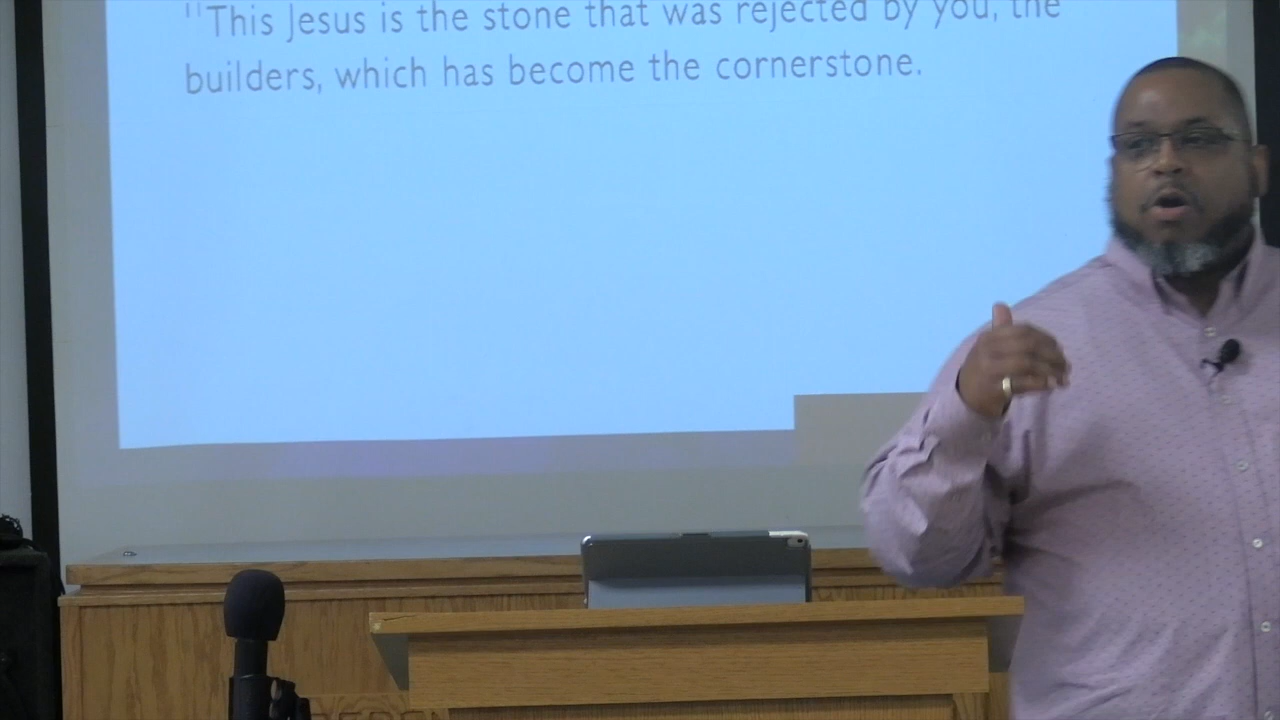 "This Jesus is the stone that was rejected by you, the
builders, which has become the cornerstone.